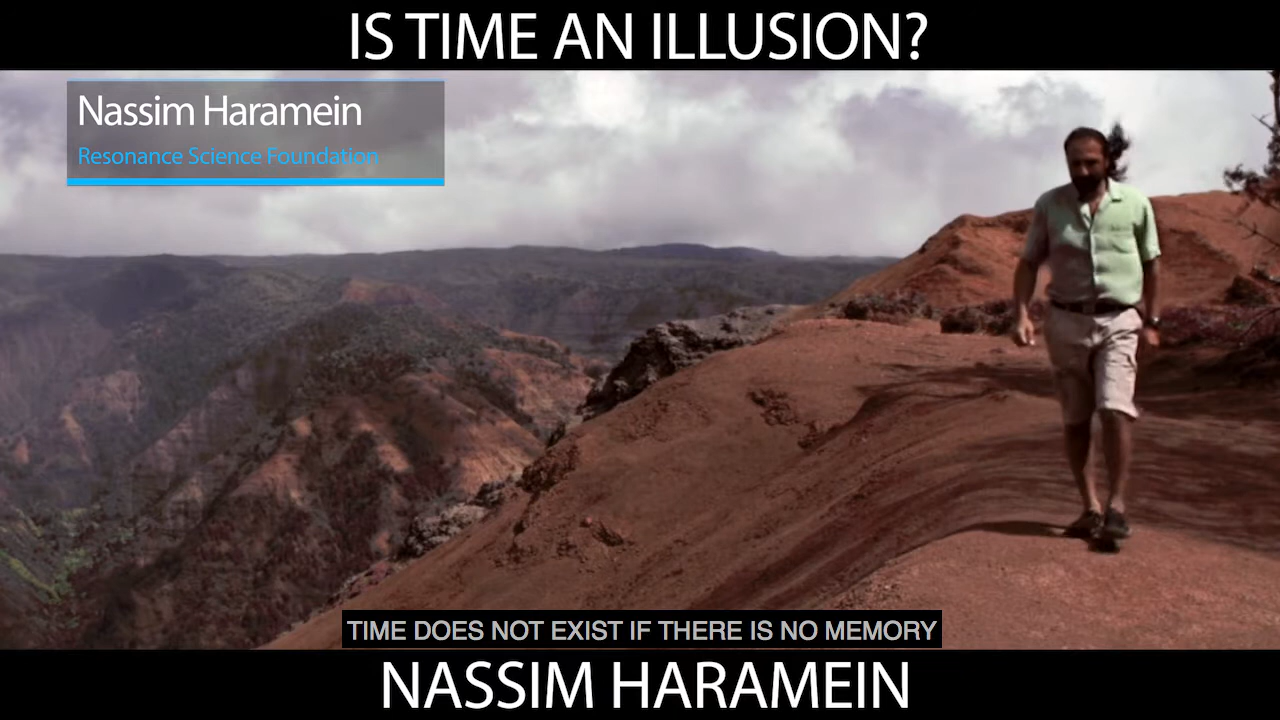 IS TIME AN ILLUSION?
Nassim Haramein
Resonance Science Foundation
TIME DOES NOT EXIST IF THERE IS NO MEMORY
NASSIM HARAMEIN